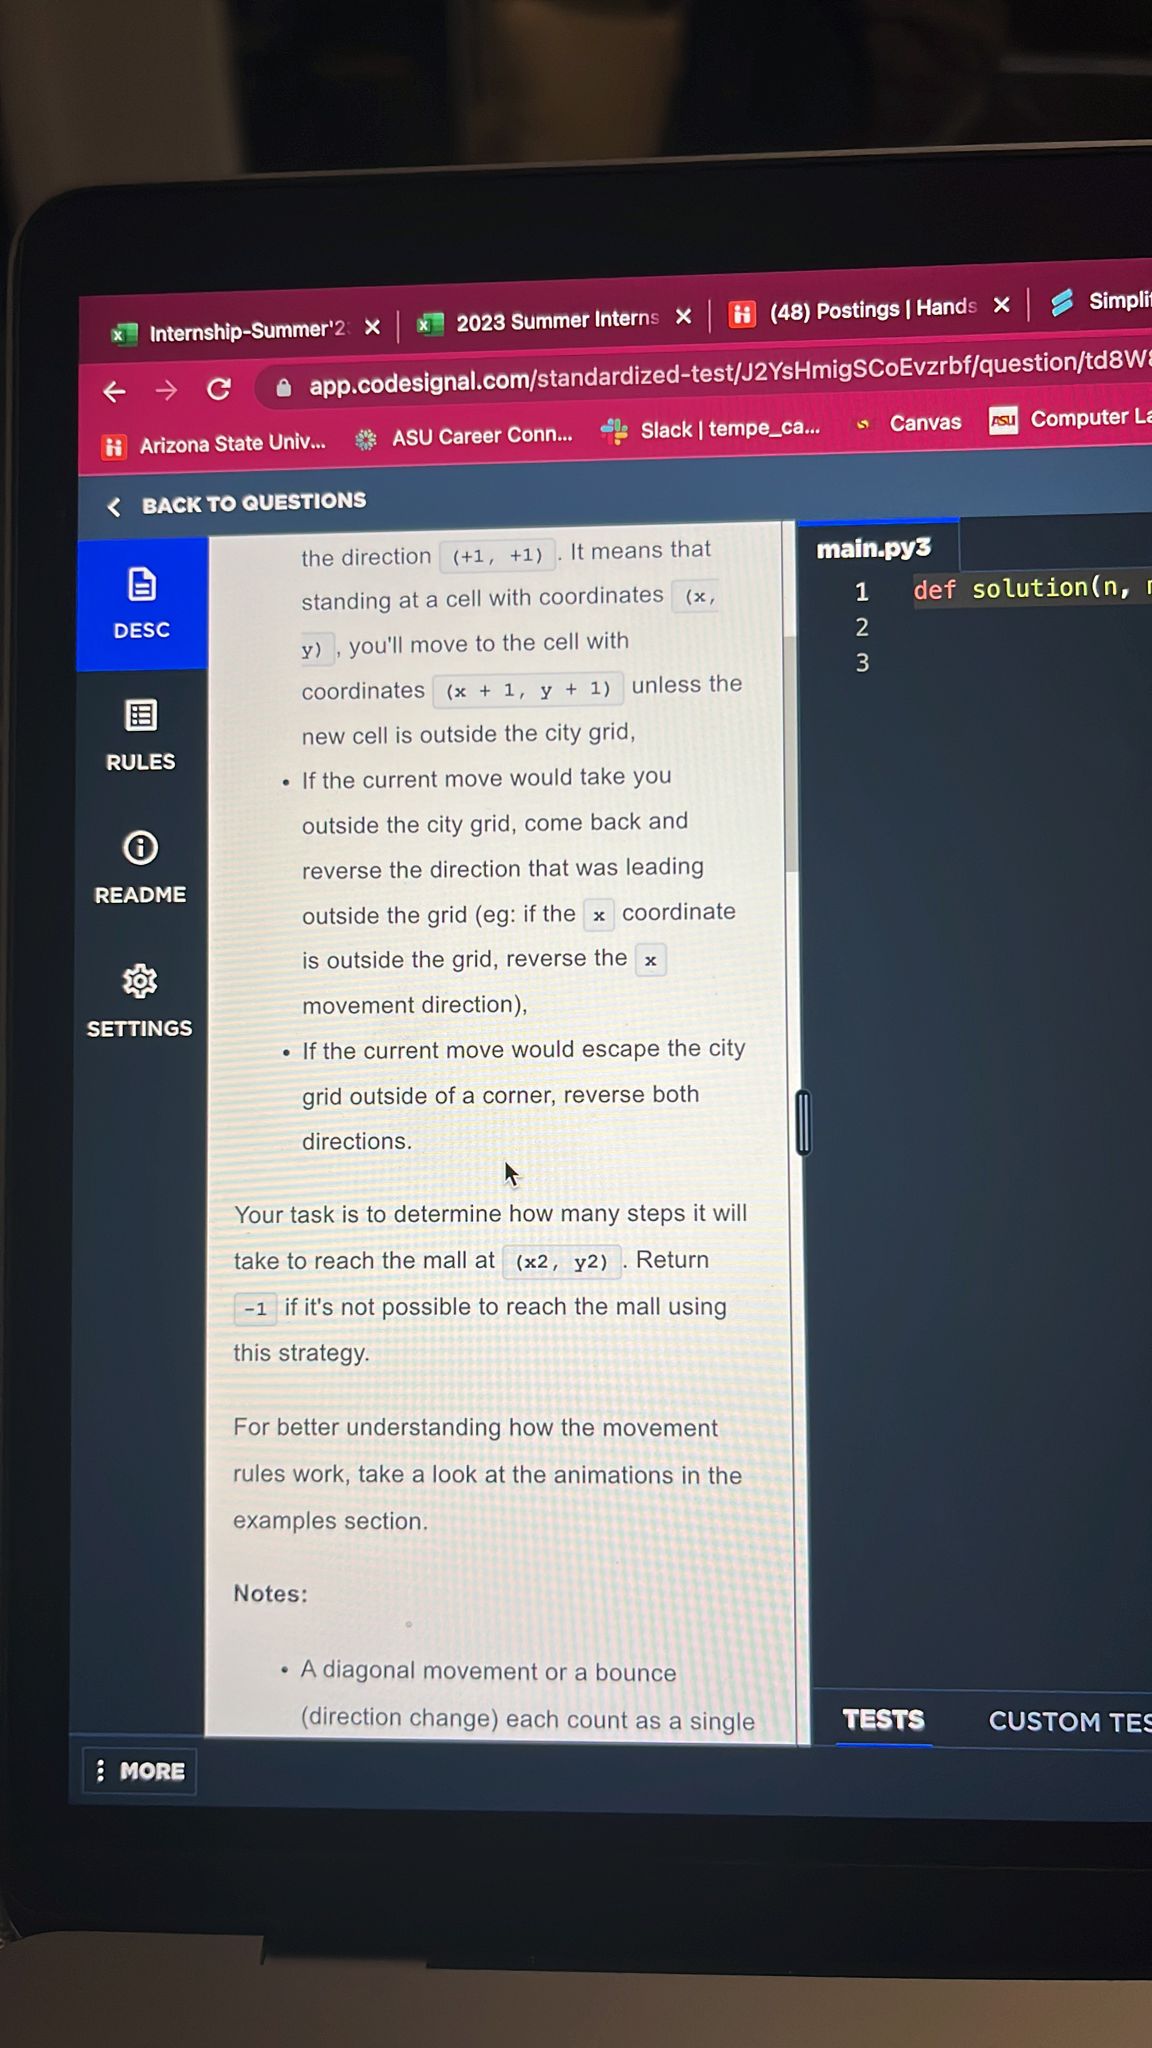 Internship-Summer'2
2023 Summer Interns
(48) Postings | Hands
app.codesignal.com/standardized-test/J2YsHmigSCoEvzrbf/question/td8W
Arizona State Univ...
ASU Career Conn...
Slack | tempe_ca...
Canvas
ASU
Computer
BACK TO QUESTIONS
DESC
RULES
README
SETTINGS
MORE
the direction (+1, +1) . It means that
standing at a cell with coordinates (x,
y) , you'll move to the cell with
coordinates (x + 1, y + 1) unless the
new cell is outside the city grid,
• If the current move would take you
outside the city grid, come back and
reverse the direction that was leading
outside the grid (eg: if the x coordinate
is outside the grid, reverse the x
movement direction),
• If the current move would escape the city
grid outside of a corner, reverse both
directions.
Your task is to determine how many steps it will
take to reach the mall at (x2, y2) . Return
-1 if it's not possible to reach the mall using
this strategy.
For better understanding how the movement
rules work, take a look at the animations in the
examples section.
Notes:
• A diagonal movement or a bounce
(direction change) each count as a single
main.py3
1 def solution(n,
2
3
TESTS
CUSTOM